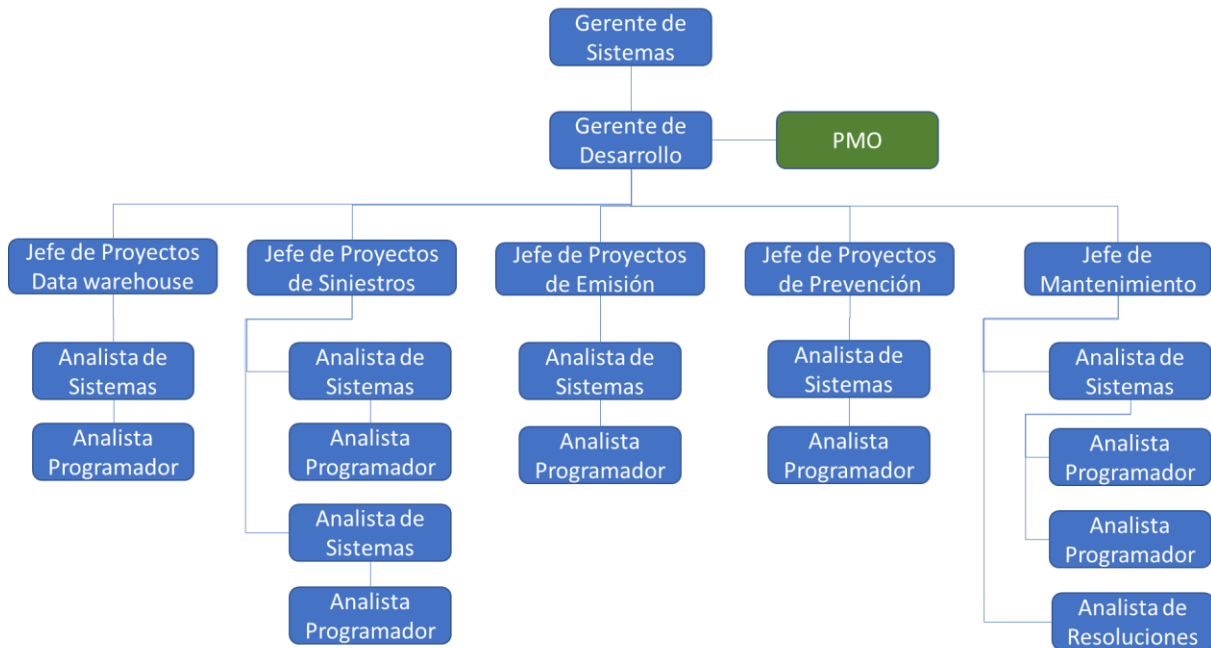 Gerente de
Sistemas
Gerente de
Desarrollo
PMO
Jefe de Proyectos
Data warehouse
Jefe de Proyectos
de Siniestros
Jefe de Proyectos
de Emisión
Jefe de Proyectos
de Prevención
Jefe de
Mantenimiento
Analista de
Sistemas
Analista
Programador
Analista de
Sistemas
Analista
Programador
Analista de
Sistemas
Analista
Programador
Analista de
Sistemas
Analista
Programador
Analista de
Sistemas
Analista
Programador
Analista de
Sistemas
Analista
Programador
Analista
Programador
Analista de
Resoluciones